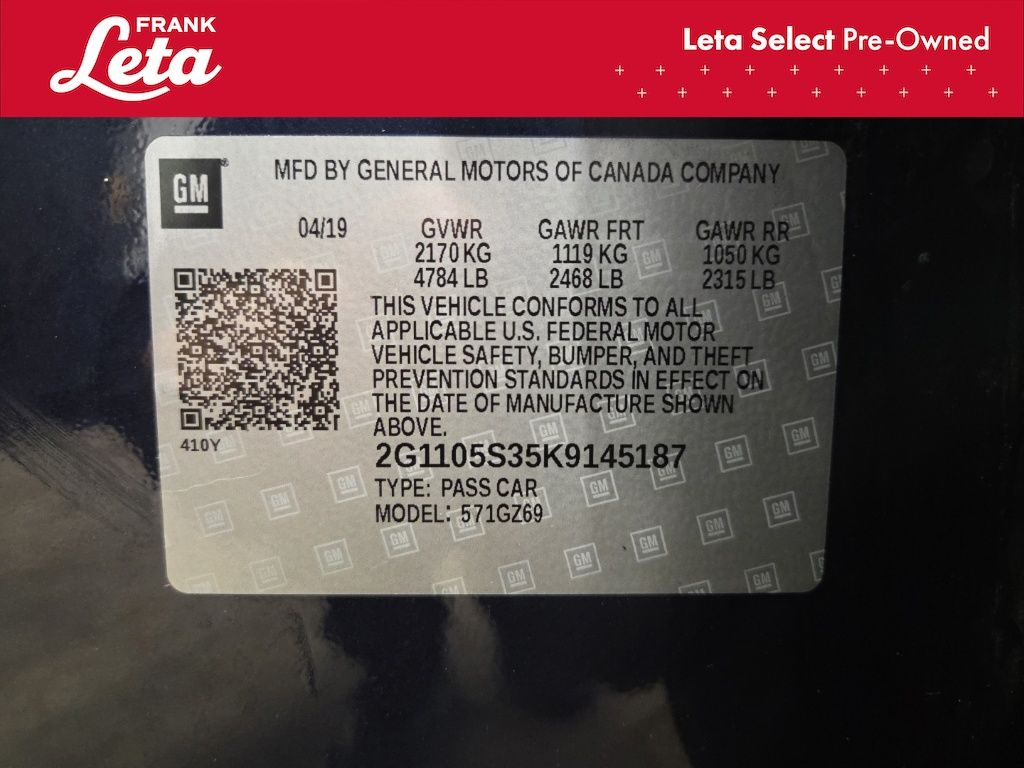 FRANK
Leta
Leta Select Pre-Owned
GM
MFD BY GENERAL MOTORS OF CANADA COMPANY
04/19 GVWR GAWR FRT GAWR RR
2170 KG 1119 KG 1050 KG
4784 LB 2468 LB 2315 LB
THIS VEHICLE CONFORMS TO ALL
APPLICABLE U.S. FEDERAL MOTOR
VEHICLE SAFETY, BUMPER, AND THEFT
PREVENTION STANDARDS IN EFFECT ON
THE DATE OF MANUFACTURE SHOWN
ABOVE.
410Y
2G1105S35K9145187
TYPE: PASS CAR
MODEL: 571GZ69